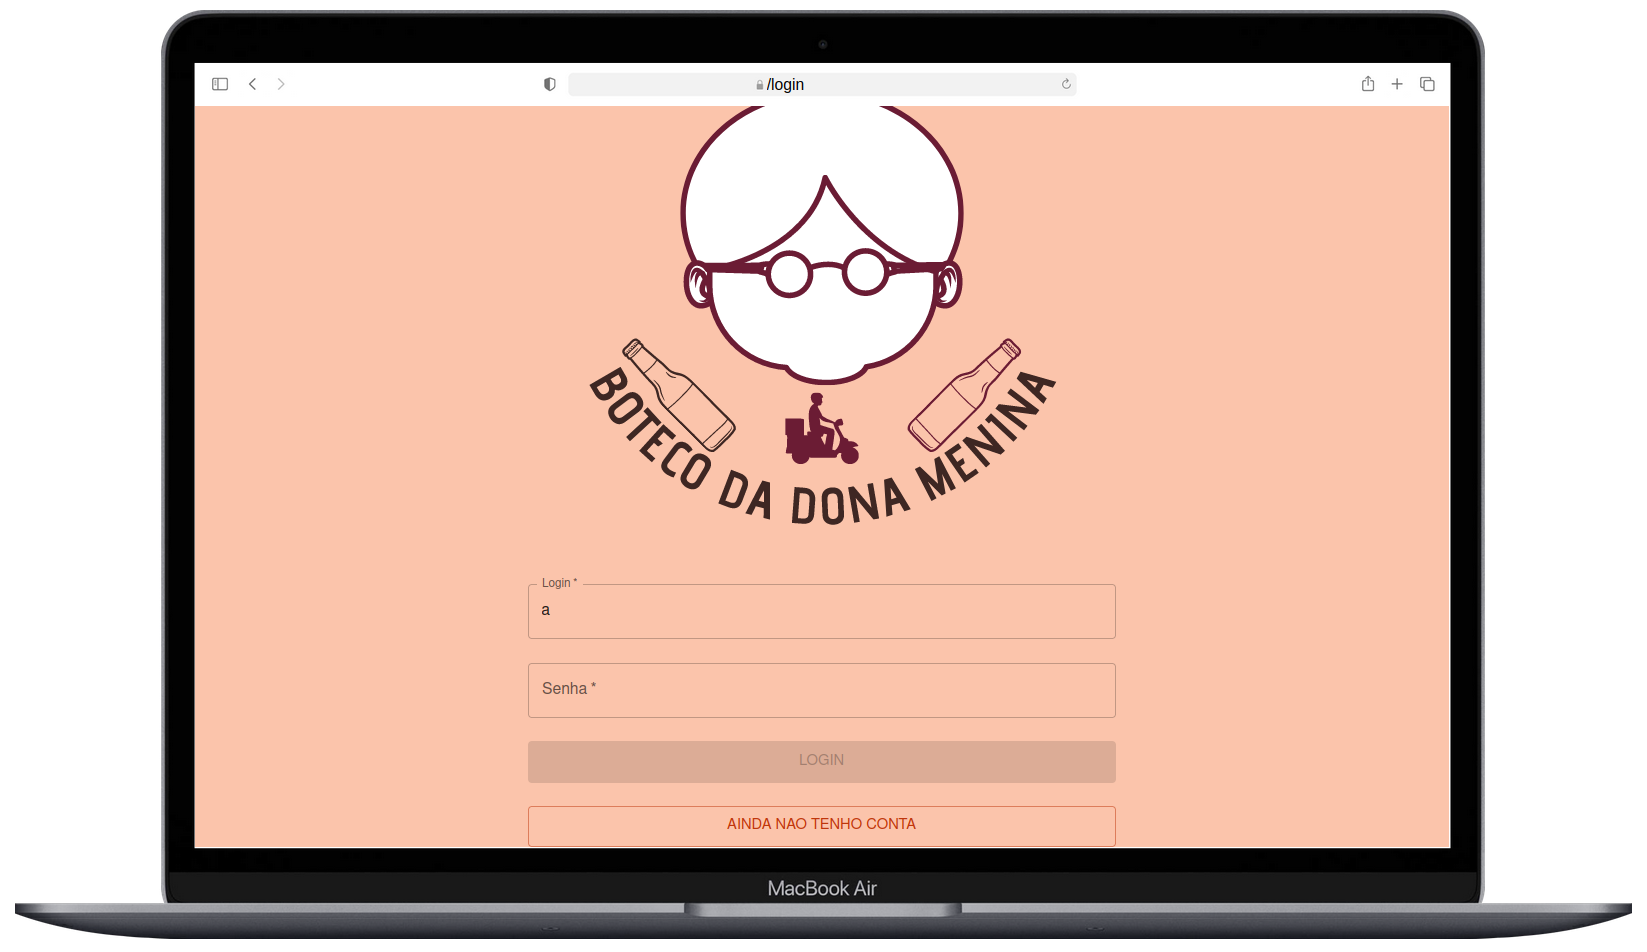 /login
BOTECO DA DONA MENINA
Login *
a
Senha *
LOGIN
AINDA NAO TENHO CONTA
MacBook Air